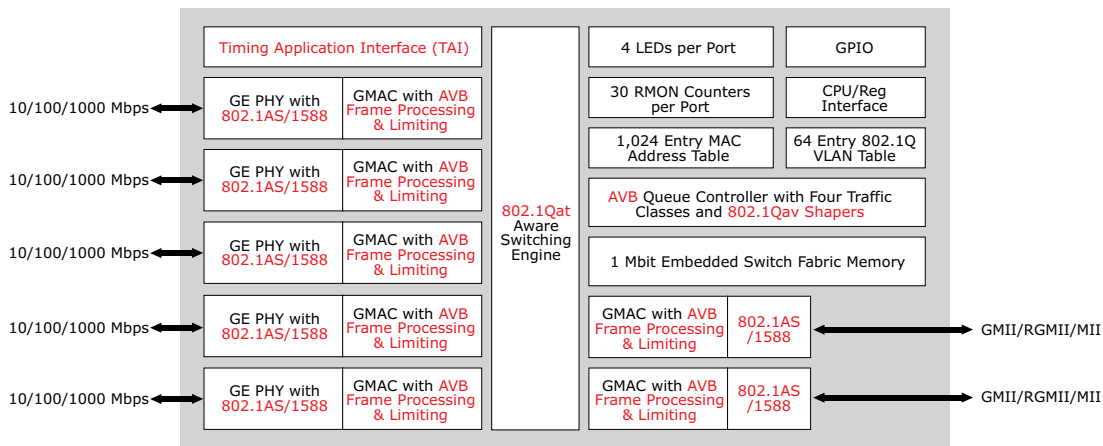 Timing Application Interface (TAI)
4 LEDs per Port
GPIO
10/100/1000 Mbps
GE PHY with
802.1AS/1588
GMAC with AVB
Frame Processing
& Limiting
30 RMON Counters
per Port
CPU/Reg
Interface
1,024 Entry MAC
Address Table
64 Entry 802.1Q
VLAN Table
10/100/1000 Mbps
GE PHY with
802.1AS/1588
GMAC with AVB
Frame Processing
& Limiting
802.1Qat
Aware
Switching
Engine
AVB Queue Controller with Four Traffic
Classes and 802.1Qav Shapers
10/100/1000 Mbps
GE PHY with
802.1AS/1588
GMAC with AVB
Frame Processing
& Limiting
1 Mbit Embedded Switch Fabric Memory
10/100/1000 Mbps
GE PHY with
802.1AS/1588
GMAC with AVB
Frame Processing
& Limiting
GMAC with AVB
Frame Processing
& Limiting
802.1AS
/1588
GMII/RGMII/MII
10/100/1000 Mbps
GE PHY with
802.1AS/1588
GMAC with AVB
Frame Processing
& Limiting
GMAC with AVB
Frame Processing
& Limiting
802.1AS
/1588
GMII/RGMII/MII